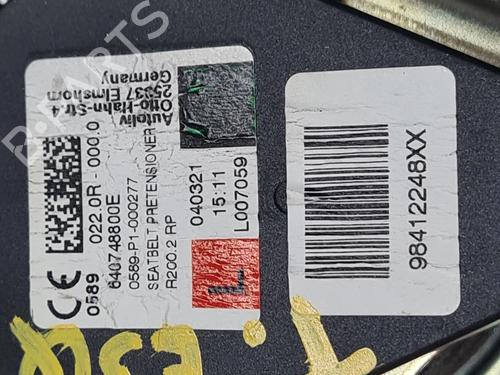 Autoliv
Otto-Hahn-Str.4
25337 Elmshorn
Germany
CE
0589
022.0R - 000.0
640748800E
0589-P1-000277
SEATBELT PRETENSIONER
R200.2 RP
040321
15:11
L007059
L
98412248XX
B-PARTS